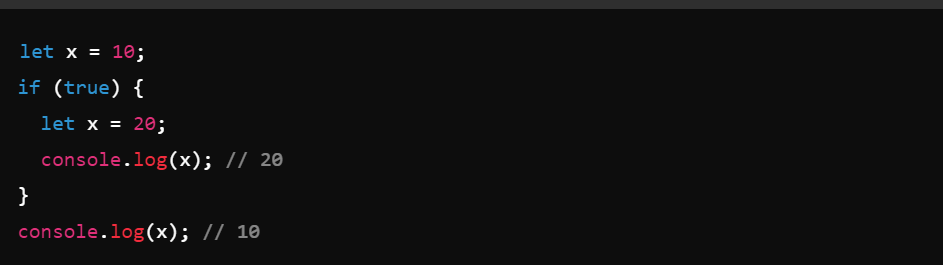 let x = 10;
if (true) {
  let x = 20;
  console.log(x); // 20
}
console.log(x); // 10